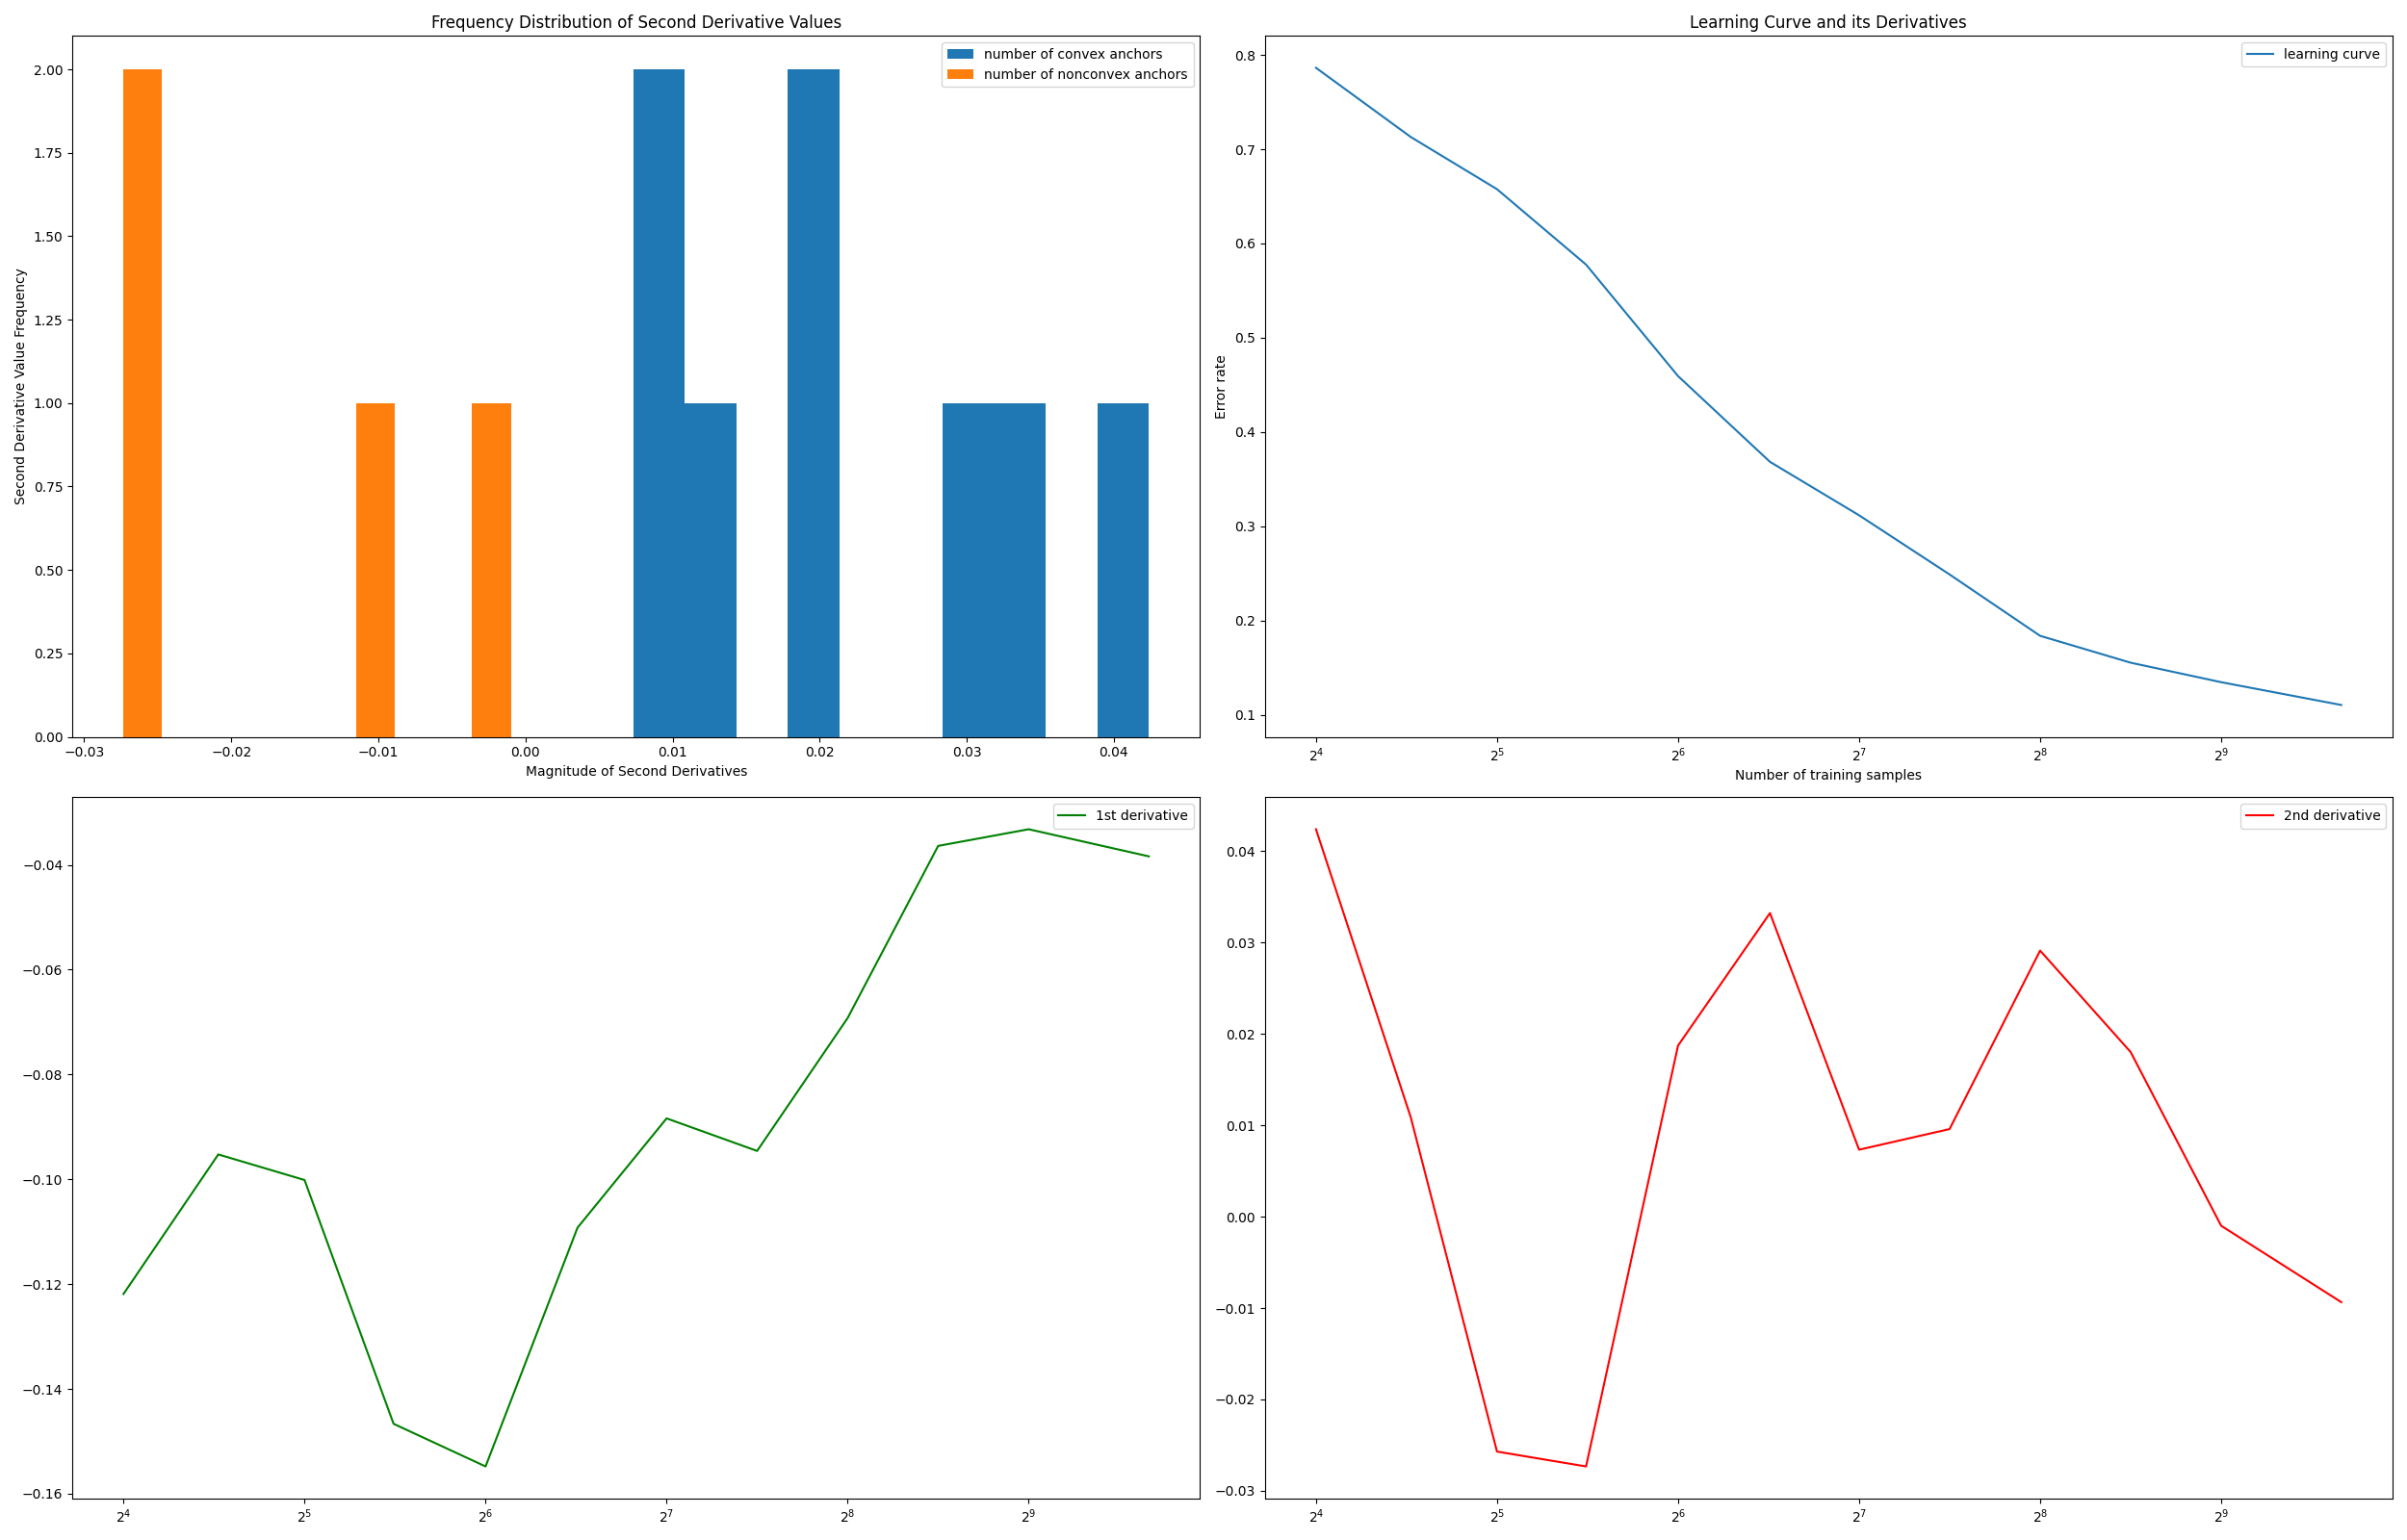 Frequency Distribution of Second Derivative Values
number of convex anchors
number of nonconvex anchors
2.00
1.75
1.50
1.25
1.00
0.75
0.50
0.25
0.00
Second Derivative Value Frequency
−0.03 −0.02 −0.01 0.00 0.01 0.02 0.03 0.04
Magnitude of Second Derivatives
Learning Curve and its Derivatives
learning curve
0.8
0.7
0.6
0.5
0.4
0.3
0.2
0.1
Error rate
2⁴ 2⁵ 2⁶ 2⁷ 2⁸ 2⁹
Number of training samples
1st derivative
−0.04
−0.06
−0.08
−0.10
−0.12
−0.14
−0.16
2⁴ 2⁵ 2⁶ 2⁷ 2⁸ 2⁹
2nd derivative
0.04
0.03
0.02
0.01
0.00
−0.01
−0.02
−0.03
2⁴ 2⁵ 2⁶ 2⁷ 2⁸ 2⁹